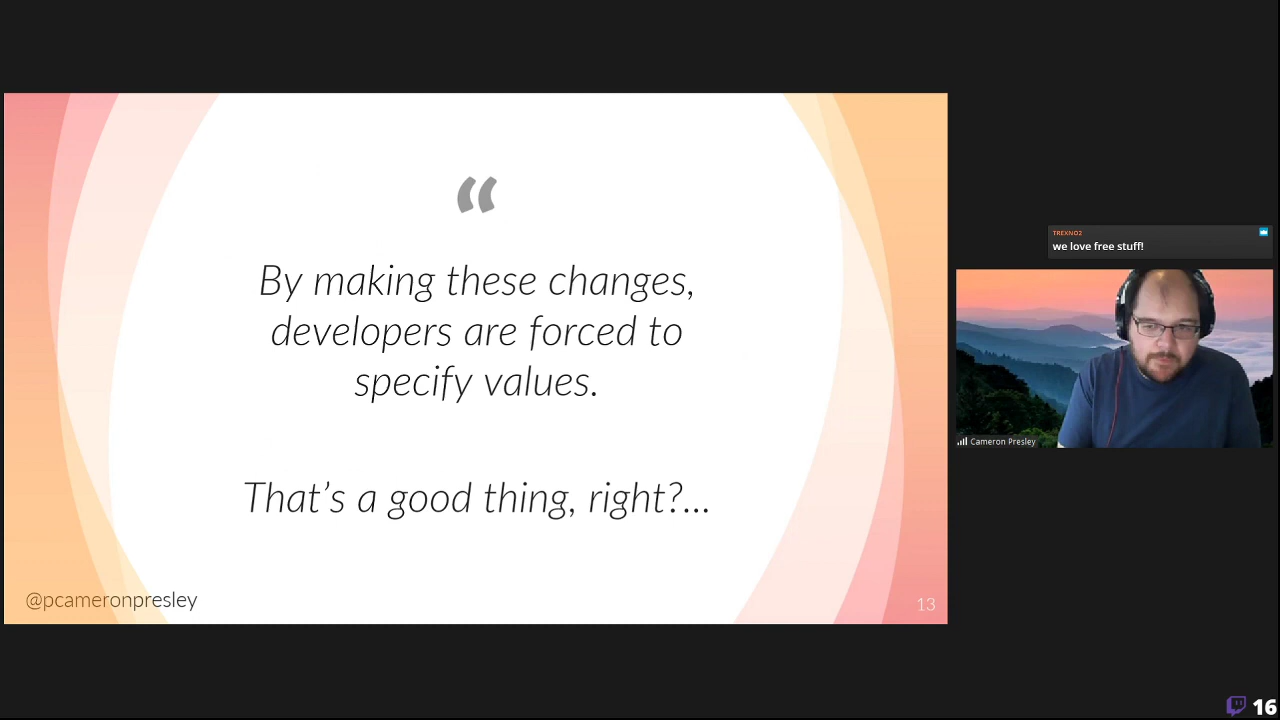 “
By making these changes,
developers are forced to
specify values.
That’s a good thing, right?...
@pcameronpresley
13
TREXNO2
we love free stuff!
Cameron Presley
16